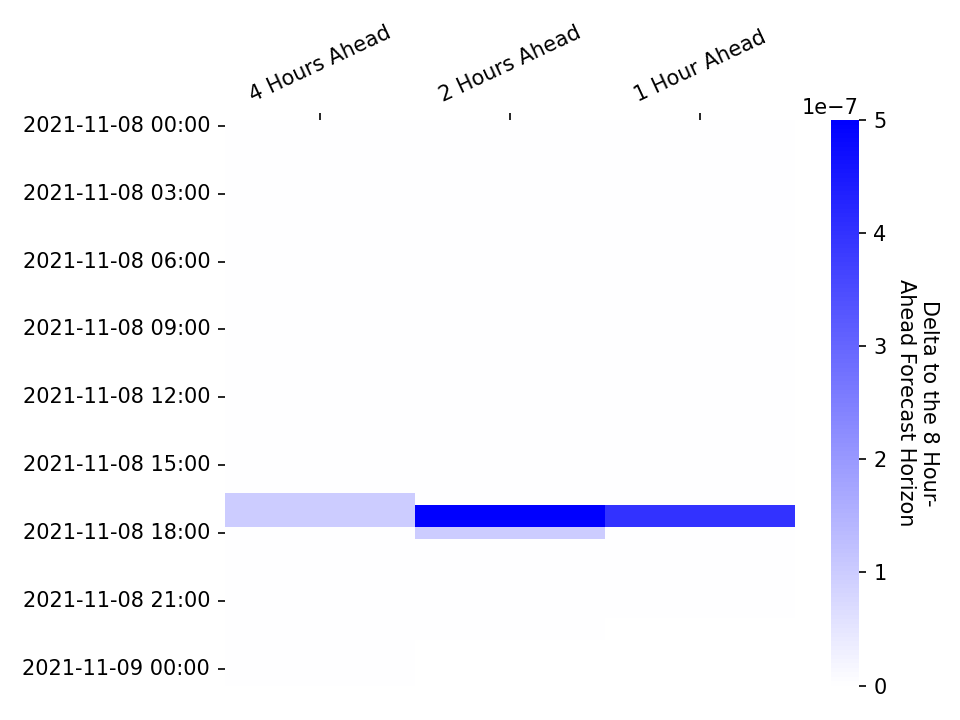 4 Hours Ahead
2 Hours Ahead
1 Hour Ahead
1e−7
2021-11-08 00:00
2021-11-08 03:00
2021-11-08 06:00
2021-11-08 09:00
2021-11-08 12:00
2021-11-08 15:00
2021-11-08 18:00
2021-11-08 21:00
2021-11-09 00:00
5
4
3
2
1
0
Delta to the 8 Hour-
Ahead Forecast Horizon